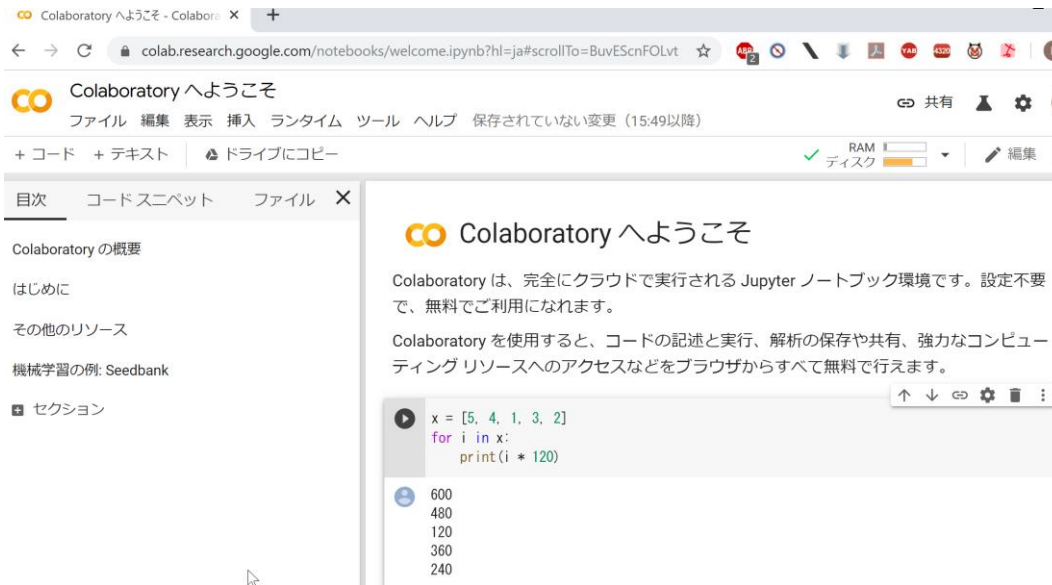 Colaboratory へようこそ - Colabora
colab.research.google.com/notebooks/welcome.ipynb?hl=ja#scrollTo=BuvEScnFOLvt
ABP 2
YAB
4320
Colaboratory へようこそ
共有
ファイル 編集 表示 挿入 ランタイム ツール ヘルプ 保存されていない変更（15:49以降）
+ コード + テキスト ドライブにコピー
RAM
ディスク
編集
目次 コード スニペット ファイル
Colaboratory の概要
はじめに
その他のリソース
機械学習の例: Seedbank
セクション
Colaboratory へようこそ
Colaboratory は、完全にクラウドで実行される Jupyter ノートブック環境です。設定不要
で、無料でご利用になれます。
Colaboratory を使用すると、コードの記述と実行、解析の保存や共有、強力なコンピュー
ティング リソースへのアクセスなどをブラウザからすべて無料で行えます。
x = [5, 4, 1, 3, 2]
for i in x:
    print(i * 120)
600
480
120
360
240